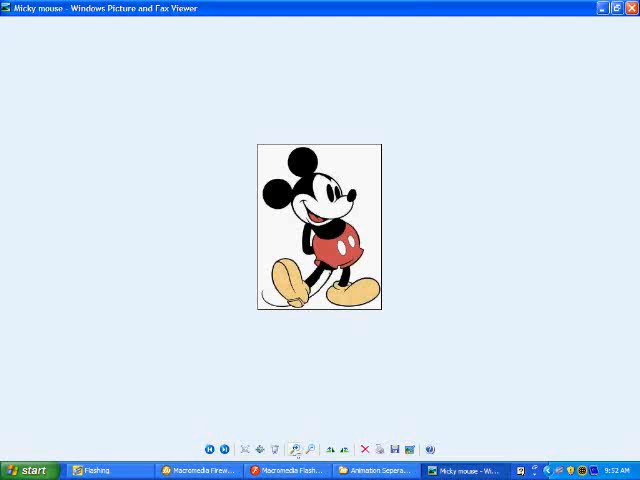 Micky mouse - Windows Picture and Fax Viewer
start
Flashing
Macromedia Firew...
Macromedia Flash...
Animation Sepera...
Micky mouse - Wi...
9:52 AM